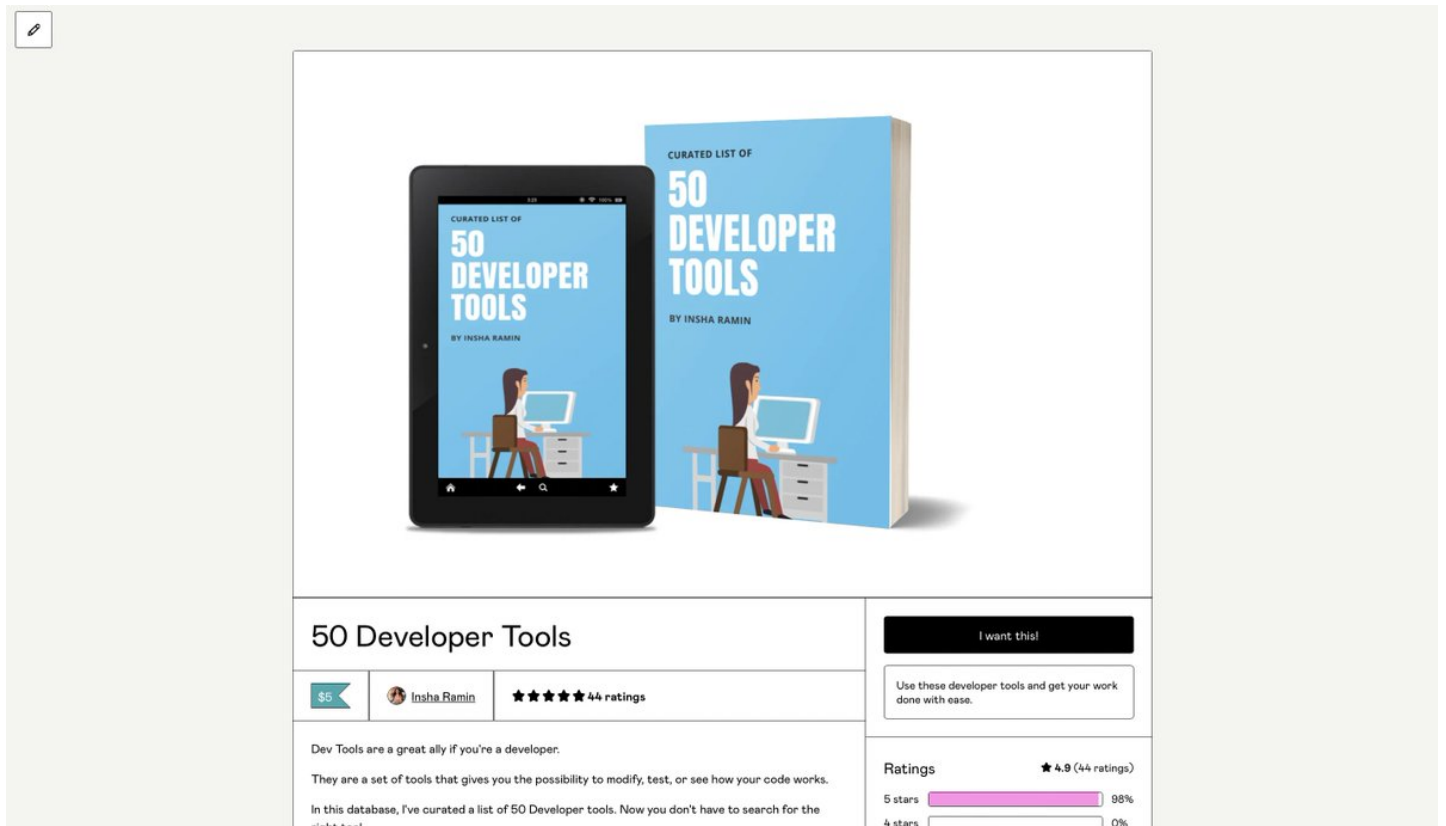 CURATED LIST OF
50
DEVELOPER
TOOLS
BY INSHA RAMIN
100%
CURATED LIST OF
50
DEVELOPER
TOOLS
BY INSHA RAMIN
50 Developer Tools
$5
Insha Ramin
44 ratings
Dev Tools are a great ally if you're a developer.
They are a set of tools that gives you the possibility to modify, test, or see how your code works.
In this database, I've curated a list of 50 Developer tools. Now you don't have to search for the
right tool
I want this!
Use these developer tools and get your work
done with ease.
Ratings
4.9 (44 ratings)
5 stars
98%
4 stars
0%